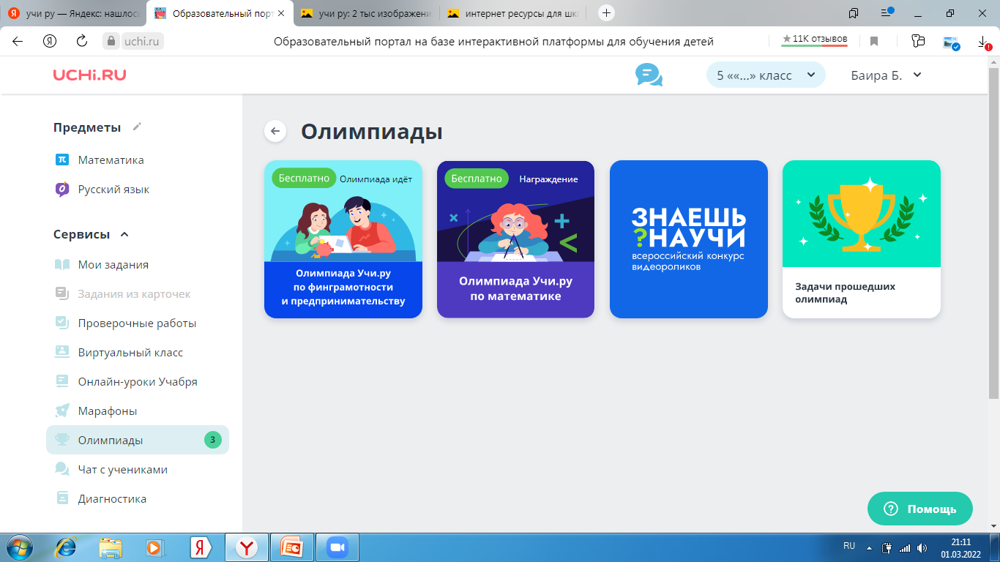 учи ру — Яндекс: нашлось
Образовательный порт
учи ру: 2 тыс изображени
интернет ресурсы для шко
uchi.ru
Образовательный портал на базе интерактивной платформы для обучения детей
★ 11K отзывов
UCHi.RU
5 ««...» класс
Баира Б.
Предметы
Математика
Русский язык
Сервисы
Мои задания
Задания из карточек
Проверочные работы
Виртуальный класс
Онлайн-уроки Учабря
Марафоны
Олимпиады 3
Чат с учениками
Диагностика
Олимпиады
Бесплатно Олимпиада идёт
Олимпиада Учи.ру
по финграмотности
и предпринимательству
Бесплатно Награждение
Олимпиада Учи.ру
по математике
ЗНАЕШЬ
?НАУЧИ
всероссийский конкурс
видеороликов
Задачи прошедших
олимпиад
Помощь
RU
21:11
01.03.2022